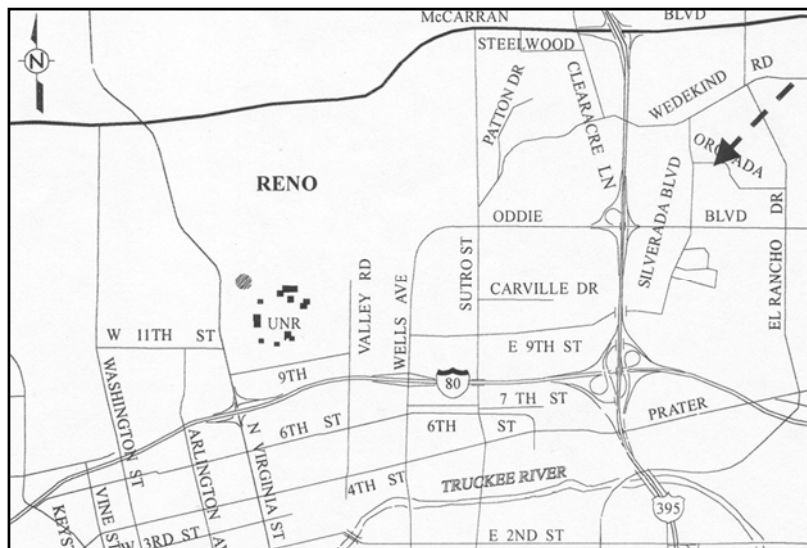 McCARRAN BLVD
N
STEELWOOD
PATTON DR
CLEARACRE LN
WEDEKIND RD
RENO
ODDIE BLVD
SILVERADA BLVD
EL RANCHO DR
VALLEY RD
WELLS AVE
SUTRO ST
CARVILLE DR
UNR
W 11TH ST
E 9TH ST
9TH
80
7 TH ST
PRATER
WASHINGTON ST
6TH ST
6TH ST
ARLINGTON
N VIRGINIA ST
4TH ST
TRUCKEE RIVER
VINE ST
395
W 3RD ST
E 2ND ST